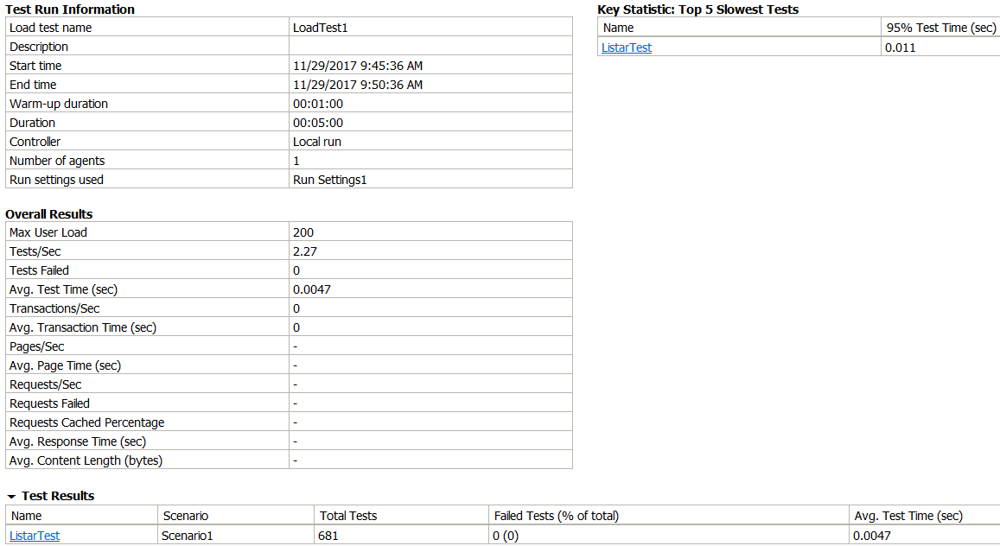 Test Run Information
Load test name LoadTest1
Description
Start time 11/29/2017 9:45:36 AM
End time 11/29/2017 9:50:36 AM
Warm-up duration 00:01:00
Duration 00:05:00
Controller Local run
Number of agents 1
Run settings used Run Settings1
Key Statistic: Top 5 Slowest Tests
Name 95% Test Time (sec)
ListarTest 0.011
Overall Results
Max User Load 200
Tests/Sec 2.27
Tests Failed 0
Avg. Test Time (sec) 0.0047
Transactions/Sec 0
Avg. Transaction Time (sec) 0
Pages/Sec -
Avg. Page Time (sec) -
Requests/Sec -
Requests Failed -
Requests Cached Percentage -
Avg. Response Time (sec) -
Avg. Content Length (bytes) -
Test Results
Name Scenario Total Tests Failed Tests (% of total) Avg. Test Time (sec)
ListarTest Scenario1 681 0 (0) 0.0047